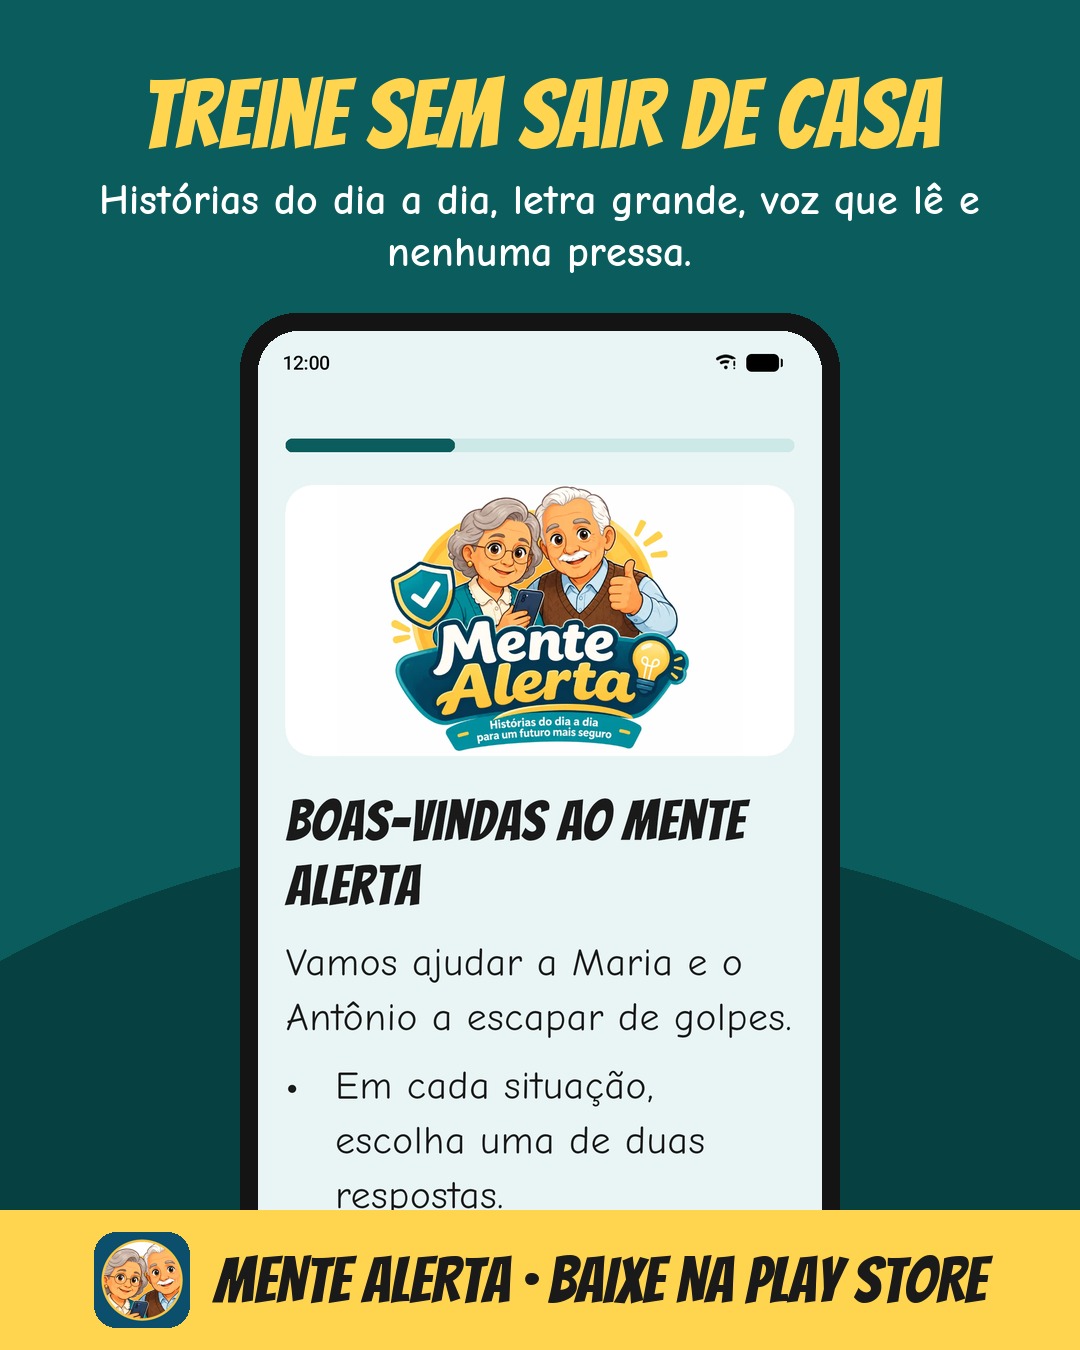 TREINE SEM SAIR DE CASA
Histórias do dia a dia, letra grande, voz que lê e
nenhuma pressa.
12:00
Mente
Alerta
Histórias do dia a dia
para um futuro mais seguro
BOAS-VINDAS AO MENTE
ALERTA
Vamos ajudar a Maria e o
Antônio a escapar de golpes.
• Em cada situação,
escolha uma de duas
respostas.
MENTE ALERTA • BAIXE NA PLAY STORE